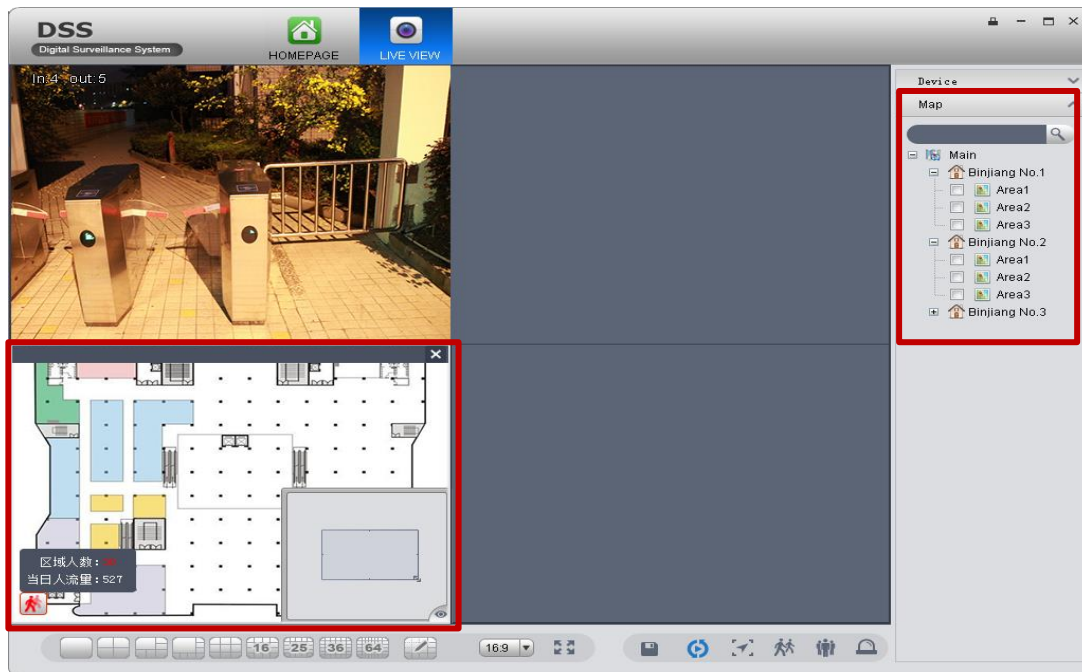 DSS
Digital Surveillance System
HOMEPAGE
LIVE VIEW
In:4 out:5
Device
Map
Main
Binjiang No.1
Area1
Area2
Area3
Binjiang No.2
Area1
Area2
Area3
Binjiang No.3
区域人数:
当日人流量:527
16
25
36
64
16:9